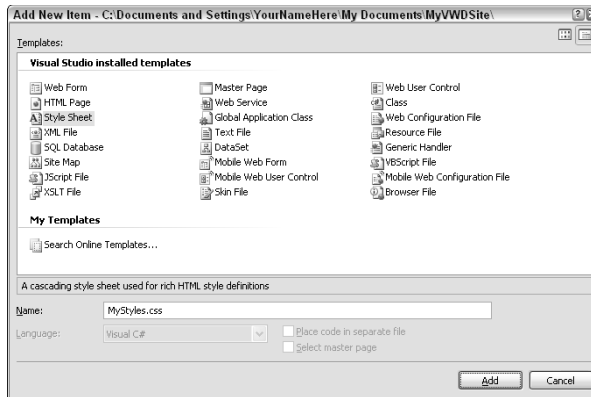 Add New Item - C:\Documents and Settings\YourNameHere\My Documents\MyVWDSite\
Templates:
Visual Studio installed templates
Web Form
Master Page
Web User Control
HTML Page
Web Service
Class
Style Sheet
Global Application Class
Web Configuration File
XML File
Text File
Resource File
SQL Database
DataSet
Generic Handler
Site Map
Mobile Web Form
VBScript File
JScript File
Mobile Web User Control
Mobile Web Configuration File
XSLT File
Skin File
Browser File
My Templates
Search Online Templates...
A cascading style sheet used for rich HTML style definitions
Name:
MyStyles.css
Language:
Visual C#
Place code in separate file
Select master page
Add
Cancel